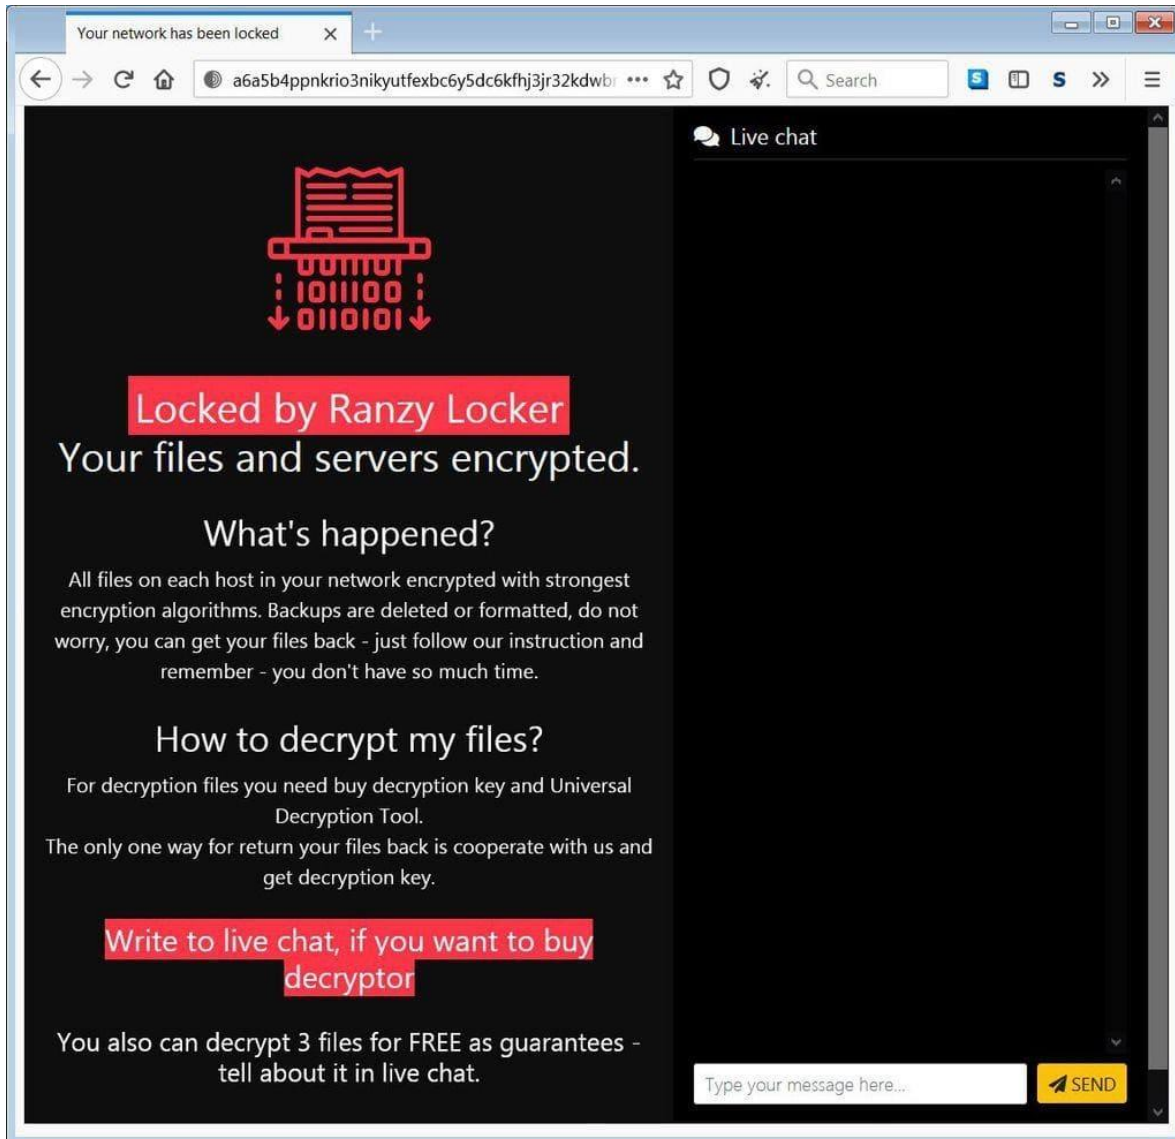 Your network has been locked
a6a5b4ppnkrio3nikyutfexbc6y5dc6kfhj3jr32kdwb
Search
S
S
Live chat
001110
1011100
0110101
Locked by Ranzy Locker
Your files and servers encrypted.
What's happened?
All files on each host in your network encrypted with strongest
encryption algorithms. Backups are deleted or formatted, do not
worry, you can get your files back - just follow our instruction and
remember - you don't have so much time.
How to decrypt my files?
For decryption files you need buy decryption key and Universal
Decryption Tool.
The only one way for return your files back is cooperate with us and
get decryption key.
Write to live chat, if you want to buy
decryptor
You also can decrypt 3 files for FREE as guarantees -
tell about it in live chat.
Type your message here...
SEND